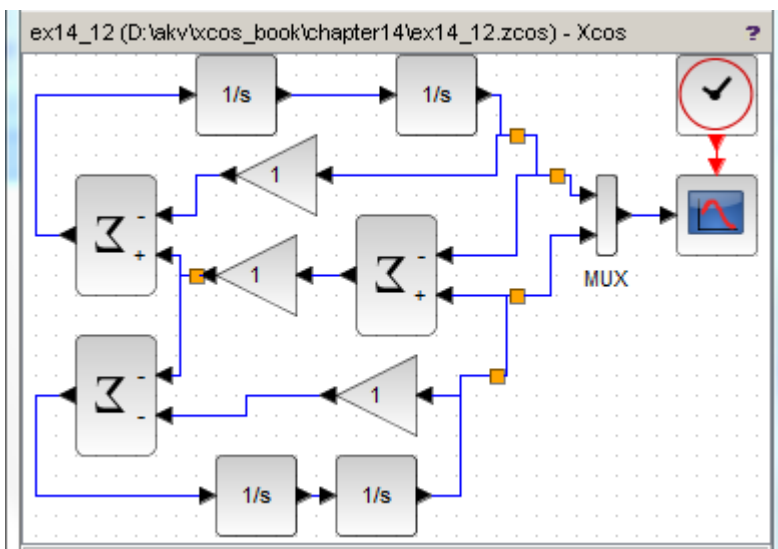 ex14_12 (D:\akv\xcos_book\chapter14\ex14_12.zcos) - Xcos ?
1/s 1/s
1
Σ - +
1
Σ - +
MUX
Σ - -
1
1/s 1/s